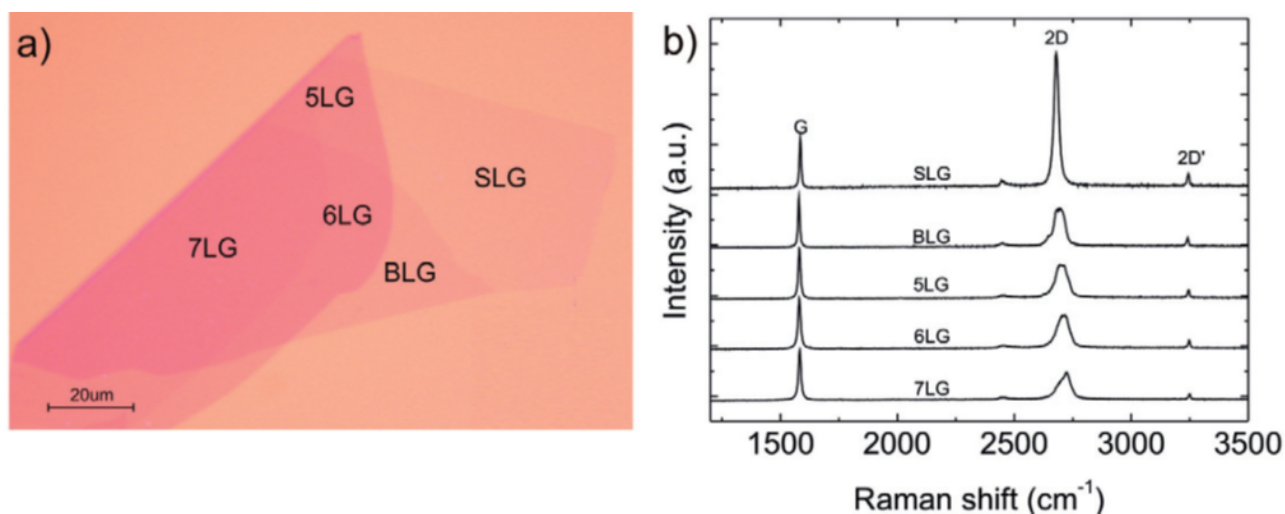 a)
5LG
SLG
6LG
7LG
BLG
20um
b)
2D
G
2D'
SLG
BLG
5LG
6LG
7LG
Intensity (a.u.)
1500 2000 2500 3000 3500
Raman shift (cm⁻¹)